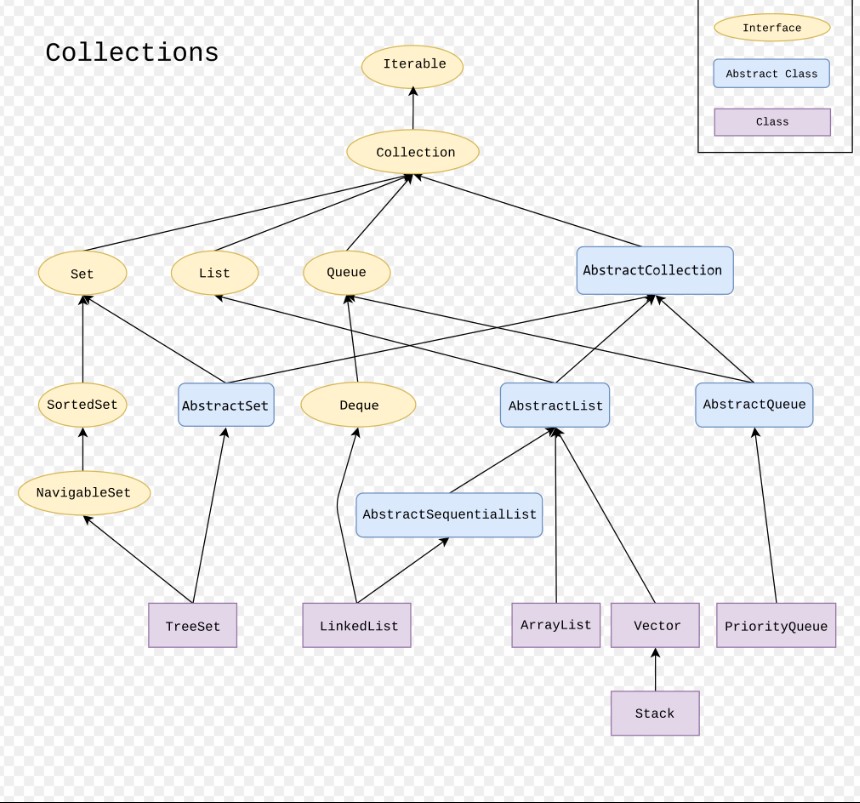 Collections
Interface
Abstract Class
Class
Iterable
Collection
Set
List
Queue
AbstractCollection
SortedSet
AbstractSet
Deque
AbstractList
AbstractQueue
NavigableSet
AbstractSequentialList
TreeSet
LinkedList
ArrayList
Vector
PriorityQueue
Stack